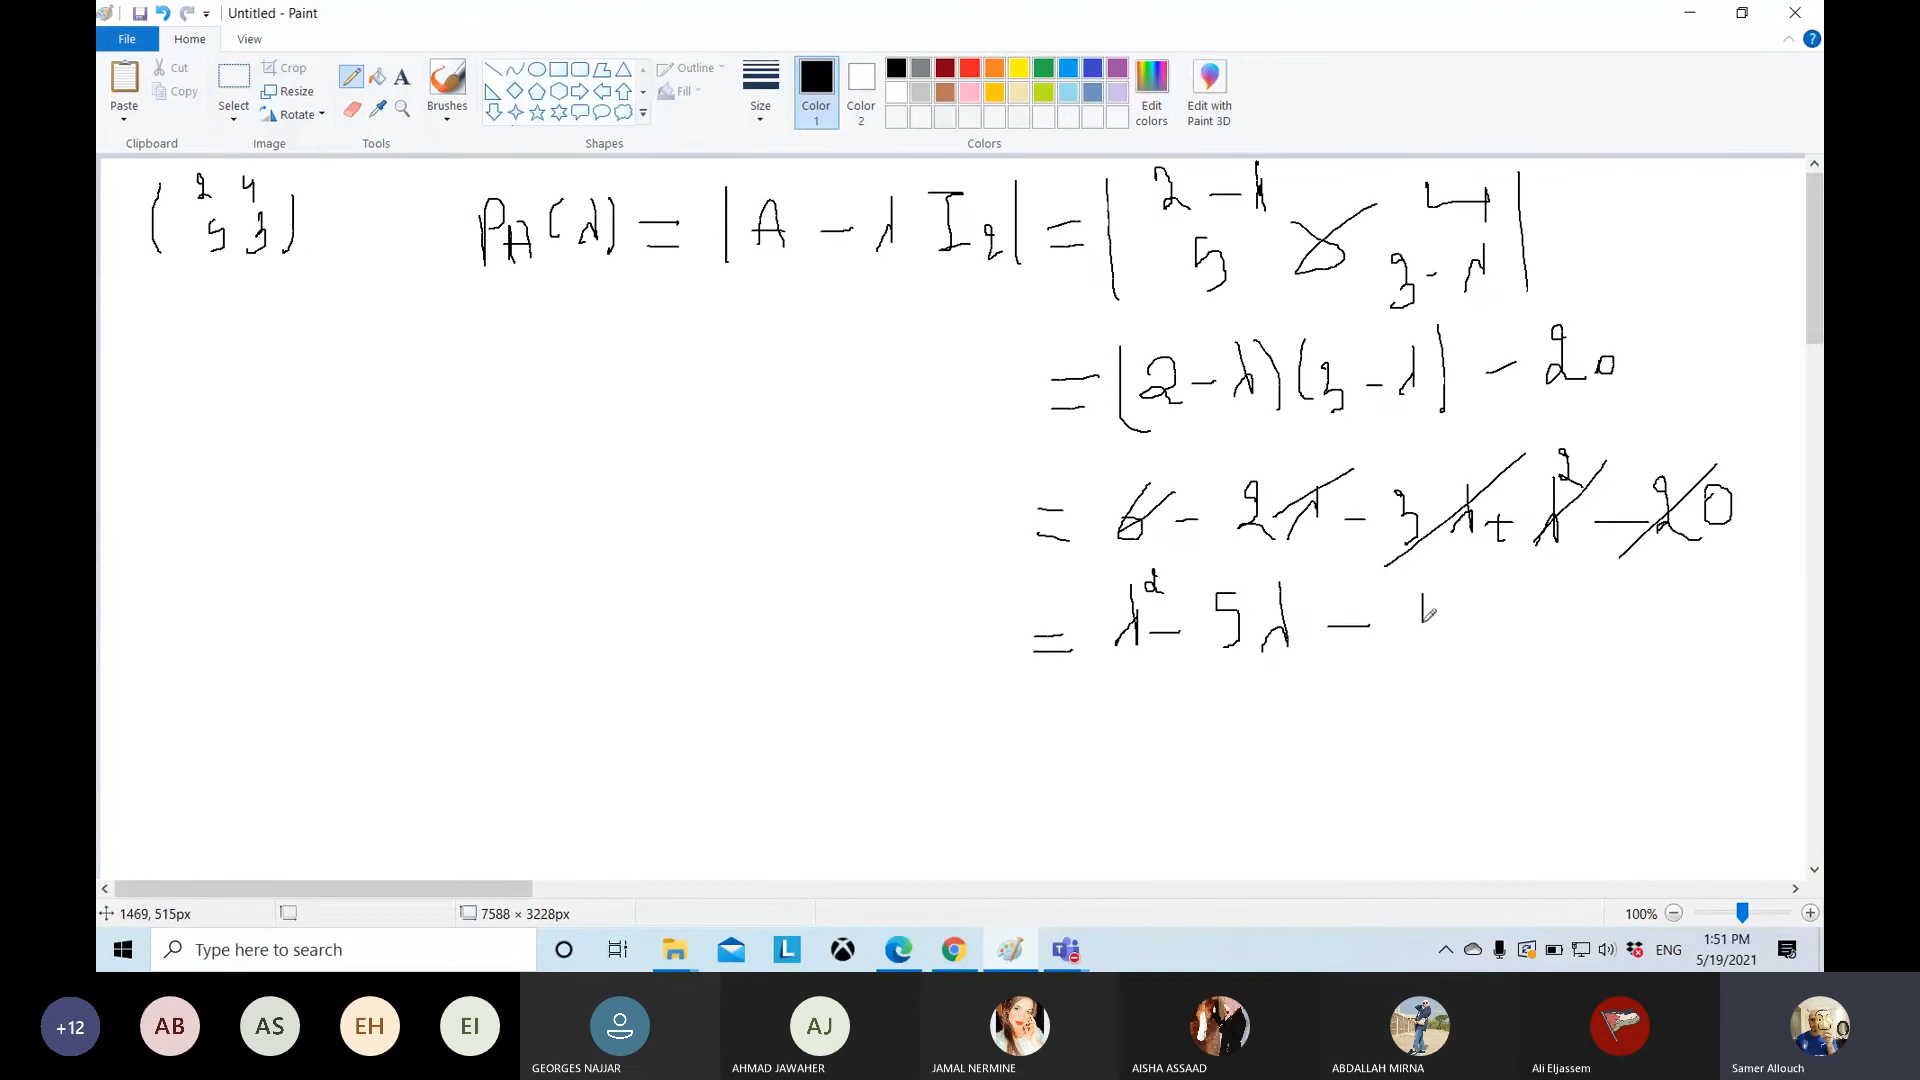 Untitled - Paint
File Home View
Paste Cut Copy Select Crop Resize Rotate Brushes Outline Fill Size Color 1 Color 2 Edit colors Edit with Paint 3D
Clipboard Image Tools Shapes Colors
( 2 4
5 3 )
P_A(λ) = |A - λ I_2| = | 2 - λ 4
5 3 - λ |
= (2 - λ)(3 - λ) - 20
= 6 - 2λ - 3λ + λ² - 20
= λ² - 5λ -
1469, 515px 7588 × 3228px 100%
Type here to search
ENG 1:51 PM
5/19/2021
+12 AB AS EH EI AJ
GEORGES NAJJAR AHMAD JAWAHER JAMAL NERMINE AISHA ASSAAD ABDALLAH MIRNA Ali Eljassem Samer Allouch